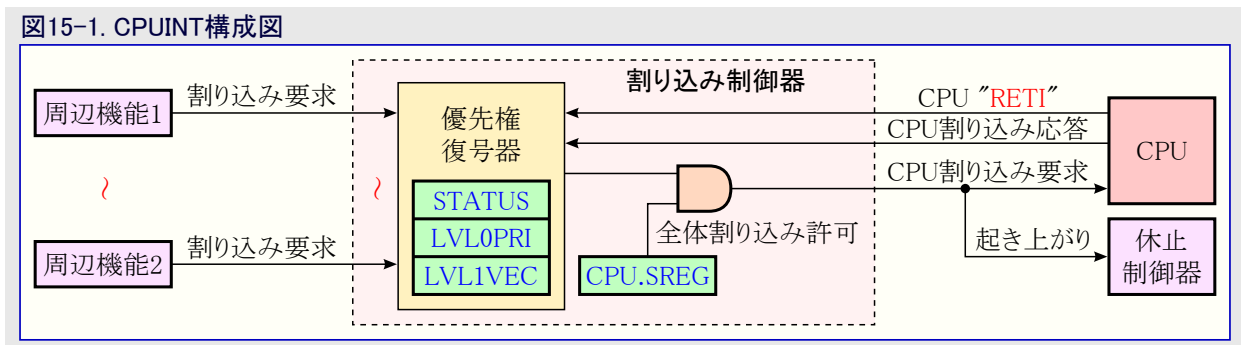 図15-1. CPUINT構成図
割り込み制御器
周辺機能1
割り込み要求
優先権
復号器
CPU "RETI"
CPU割り込み応答
CPU割り込み要求
CPU
STATUS
LVL0PRI
LVL1VEC
全体割り込み許可
CPU.SREG
起き上がり
休止
制御器
周辺機能2
割り込み要求